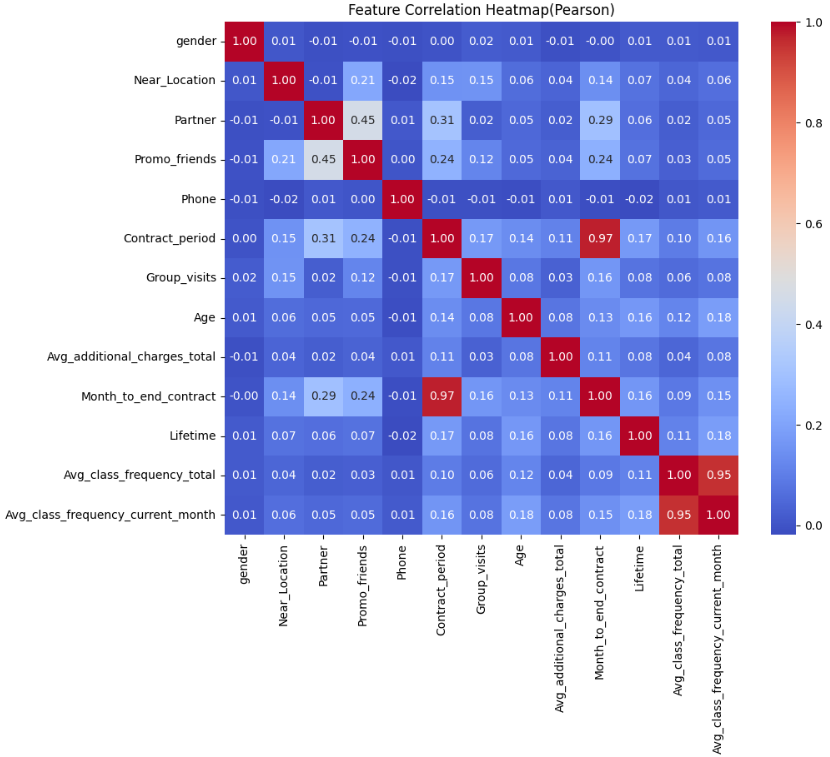 Feature Correlation Heatmap(Pearson)
gender 1.00 0.01 -0.01 -0.01 -0.01 0.00 0.02 0.01 -0.01 -0.00 0.01 0.01 0.01
Near_Location 0.01 1.00 -0.01 0.21 -0.02 0.15 0.15 0.06 0.04 0.14 0.07 0.04 0.06
Partner -0.01 -0.01 1.00 0.45 0.01 0.31 0.02 0.05 0.02 0.29 0.06 0.02 0.05
Promo_friends -0.01 0.21 0.45 1.00 0.00 0.24 0.12 0.05 0.04 0.24 0.07 0.03 0.05
Phone -0.01 -0.02 0.01 0.00 1.00 -0.01 -0.01 -0.01 0.01 -0.01 -0.02 0.01 0.01
Contract_period 0.00 0.15 0.31 0.24 -0.01 1.00 0.17 0.14 0.11 0.97 0.17 0.10 0.16
Group_visits 0.02 0.15 0.02 0.12 -0.01 0.17 1.00 0.08 0.03 0.16 0.08 0.06 0.08
Age 0.01 0.06 0.05 0.05 -0.01 0.14 0.08 1.00 0.08 0.13 0.16 0.12 0.18
Avg_additional_charges_total -0.01 0.04 0.02 0.04 0.01 0.11 0.03 0.08 1.00 0.11 0.08 0.04 0.08
Month_to_end_contract -0.00 0.14 0.29 0.24 -0.01 0.97 0.16 0.13 0.11 1.00 0.16 0.09 0.15
Lifetime 0.01 0.07 0.06 0.07 -0.02 0.17 0.08 0.16 0.08 0.16 1.00 0.11 0.18
Avg_class_frequency_total 0.01 0.04 0.02 0.03 0.01 0.10 0.06 0.12 0.04 0.09 0.11 1.00 0.95
Avg_class_frequency_current_month 0.01 0.06 0.05 0.05 0.01 0.16 0.08 0.18 0.08 0.15 0.18 0.95 1.00
gender
Near_Location
Partner
Promo_friends
Phone
Contract_period
Group_visits
Age
Avg_additional_charges_total
Month_to_end_contract
Lifetime
Avg_class_frequency_total
Avg_class_frequency_current_month
1.0
0.8
0.6
0.4
0.2
0.0